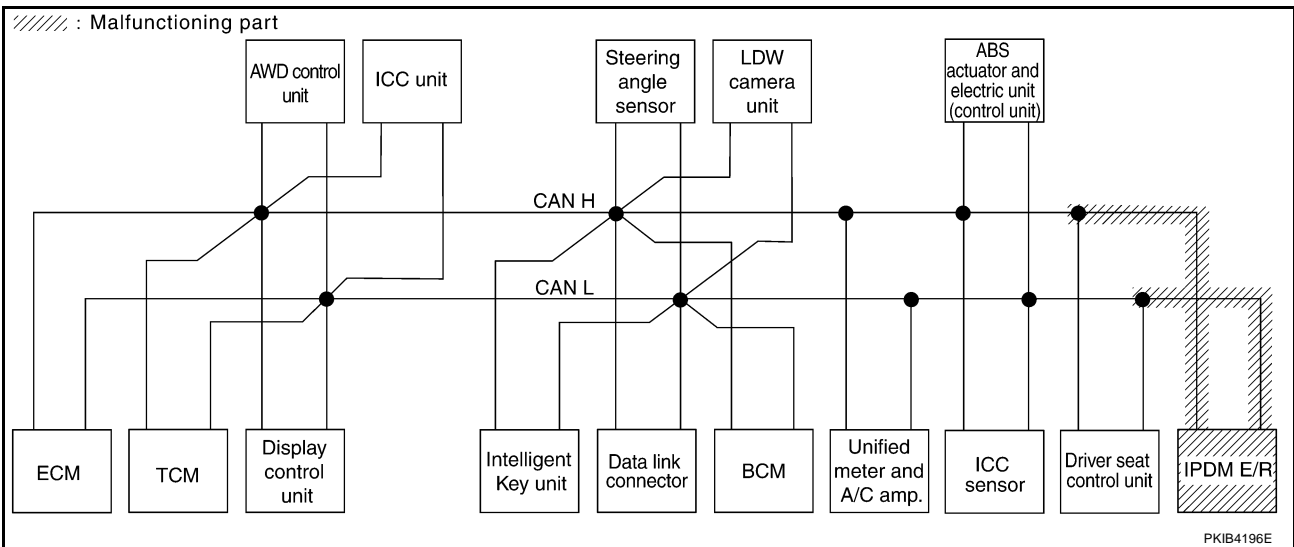 : Malfunctioning part
AWD control
unit
ICC unit
Steering
angle
sensor
LDW
camera
unit
ABS
actuator and
electric unit
(control unit)
CAN H
CAN L
ECM
TCM
Display
control
unit
Intelligent
Key unit
Data link
connector
BCM
Unified
meter and
A/C amp.
ICC
sensor
Driver seat
control unit
IPDM E/R
PKIB4196E